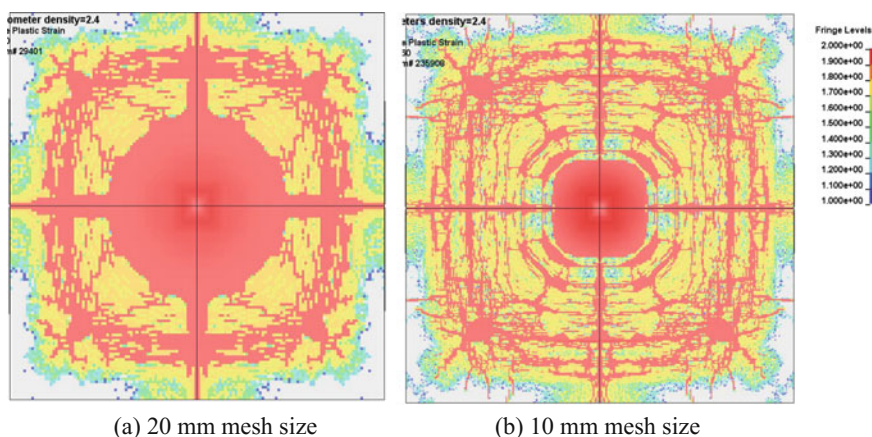 ometer density=2.4
Plastic Strain
m# 29401
eters density=2.4
Plastic Strain
m# 235908
Fringe Levels
2.000e+00
1.900e+00
1.800e+00
1.700e+00
1.600e+00
1.500e+00
1.400e+00
1.300e+00
1.200e+00
1.100e+00
1.000e+00
(a) 20 mm mesh size
(b) 10 mm mesh size